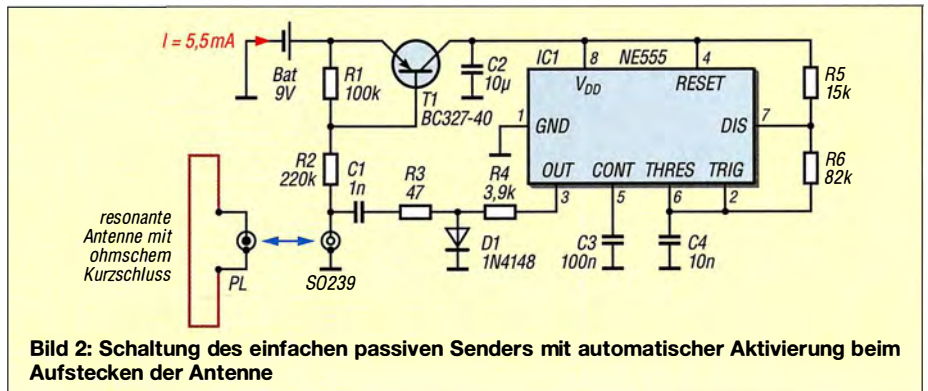 I = 5,5mA
Bat
9V
R1
100k
T1
BC327-40
C2
10µ
IC1
NE555
8
4
VDD
RESET
1
GND
DIS
7
OUT
CONT
THRES
TRIG
3
5
6
2
R5
15k
R6
82k
R2
220k
C1
1n
R3
47
R4
3,9k
D1
1N4148
C3
100n
C4
10n
resonante
Antenne mit
ohmschem
Kurzschluss
PL
SO239
Bild 2: Schaltung des einfachen passiven Senders mit automatischer Aktivierung beim
Aufstecken der Antenne